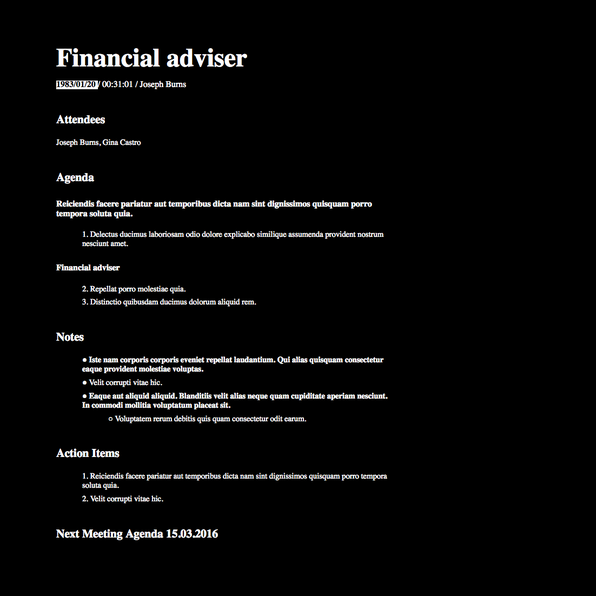 Financial adviser
1983/01/20 / 00:31:01 / Joseph Burns
Attendees
Joseph Burns, Gina Castro
Agenda
Reiciendis facere pariatur aut temporibus dicta nam sint dignissimos quisquam porro
tempora soluta quia.
1. Delectus ducimus laboriosam odio dolore explicabo similique assumenda provident nostrum
nesciunt amet.
Financial adviser
2. Repellat porro molestiae quia.
3. Distinctio quibusdam ducimus dolorum aliquid rem.
Notes
● Iste nam corporis corporis eveniet repellat laudantium. Qui alias quisquam consectetur
eaque provident molestiae voluptas.
● Velit corrupti vitae hic.
● Eaque aut aliquid aliquid. Blanditiis velit alias neque quam cupiditate aperiam nesciunt.
In commodi mollitia voluptatum placeat sit.
○ Voluptatem rerum debitis quis quam consectetur odit earum.
Action Items
1. Reiciendis facere pariatur aut temporibus dicta nam sint dignissimos quisquam porro tempora
soluta quia.
2. Velit corrupti vitae hic.
Next Meeting Agenda 15.03.2016